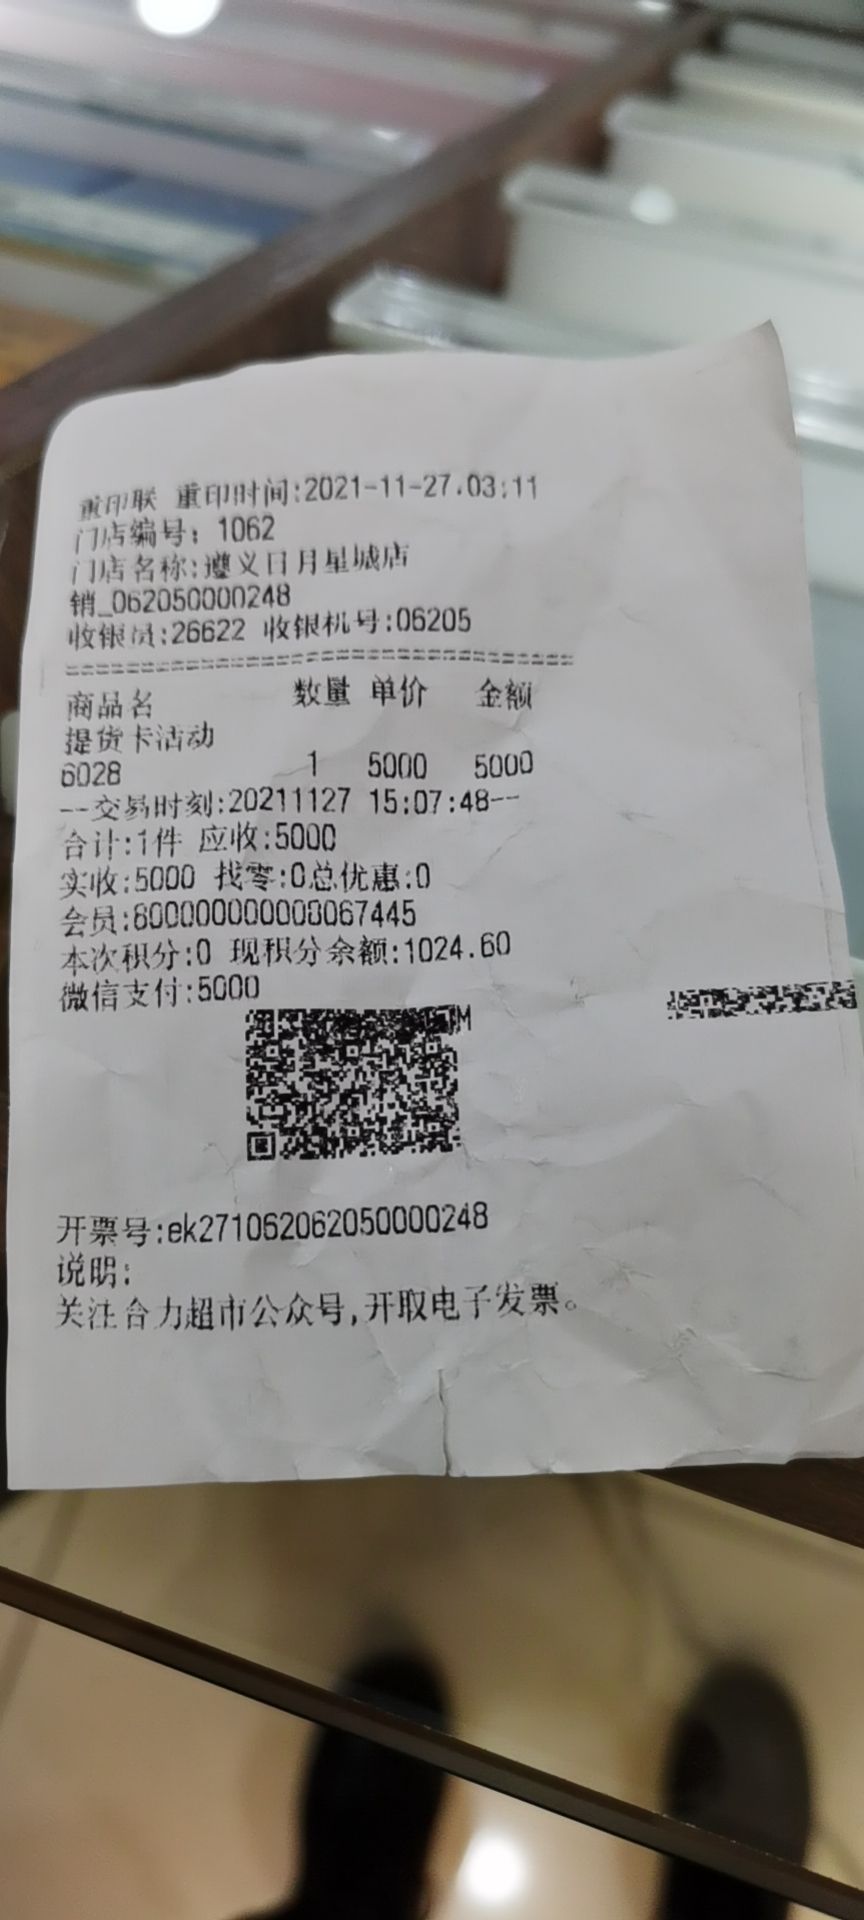 重印联 重印时间:2021-11-27.03:11
门店编号: 1062
门店名称:遵义日月星城店
销_062050000248
收银员:26622 收银机号:06205
==========================================
商品名 数量 单价 金额
提货卡活动
6028 1 5000 5000
--交易时刻:20211127 15:07:48--
合计:1件 应收:5000
实收:5000 找零:0总优惠:0
会员:800000000000067445
本次积分:0 现积分余额:1024.60
微信支付:5000
M
开票号:ek271062062050000248
说明:
关注合力超市公众号,开取电子发票。